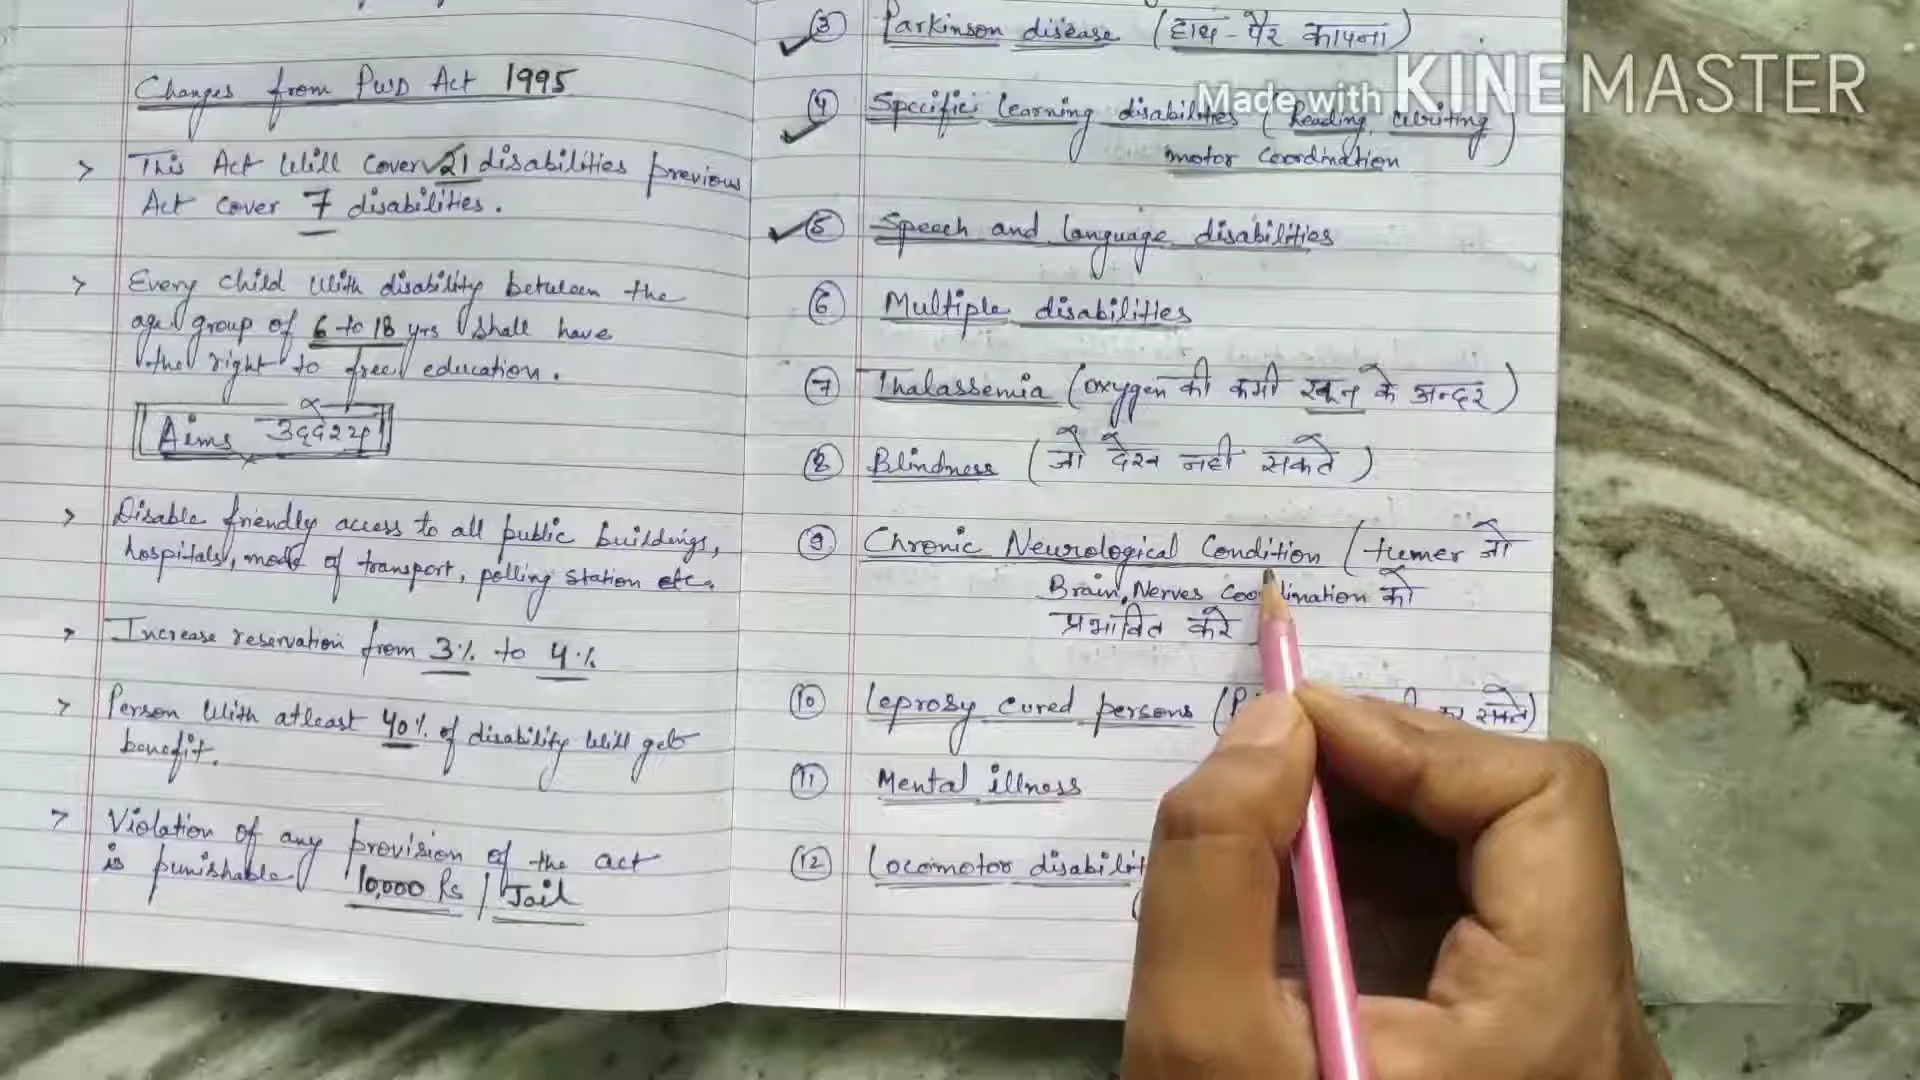 Changes from PWD Act 1995
> This Act Will Cover 21 disabilities previous
Act cover 7 disabilities.
> Every child With disability between the
age group of 6 to 18 yrs shall have
the right to free education.
Aims उद्देश्य
> Disable friendly access to all public buildings,
hospitals, mode of transport, polling station etc.
> Increase reservation from 3% to 4%
> Person With atleast 40% of disability Will get
benefit.
> Violation of any provision of the act
is punishable 10,000 Rs / Jail
③ Parkinson disease (हाथ-पैर कापना)
④ Specific learning disabilities (Reading, Writing
motor Coordination)
⑤ Speech and language disabilities
⑥ Multiple disabilities
⑦ Thalassemia (oxygen की कमी खून के अन्दर)
⑧ Blindness (जो देख नही सकते)
⑨ Chronic Neurological Condition (tumer जो
Brain, Nerves Coordination को
प्रभावित करे
⑩ Leprosy cured persons (
⑪ Mental illness
⑫ Locomotor
Made with KINEMASTER